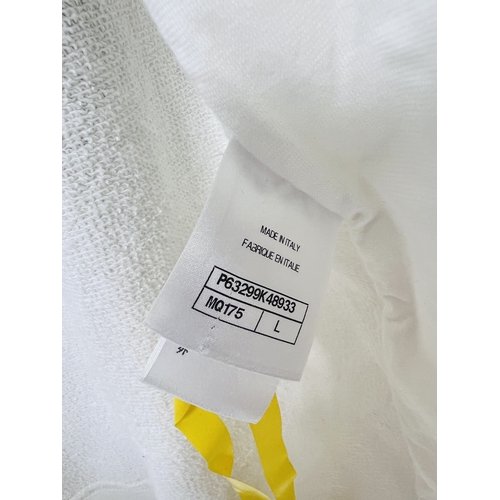 MADE IN ITALY
FABRIQUE EN ITALIE
P63299K48933
MQ175 L